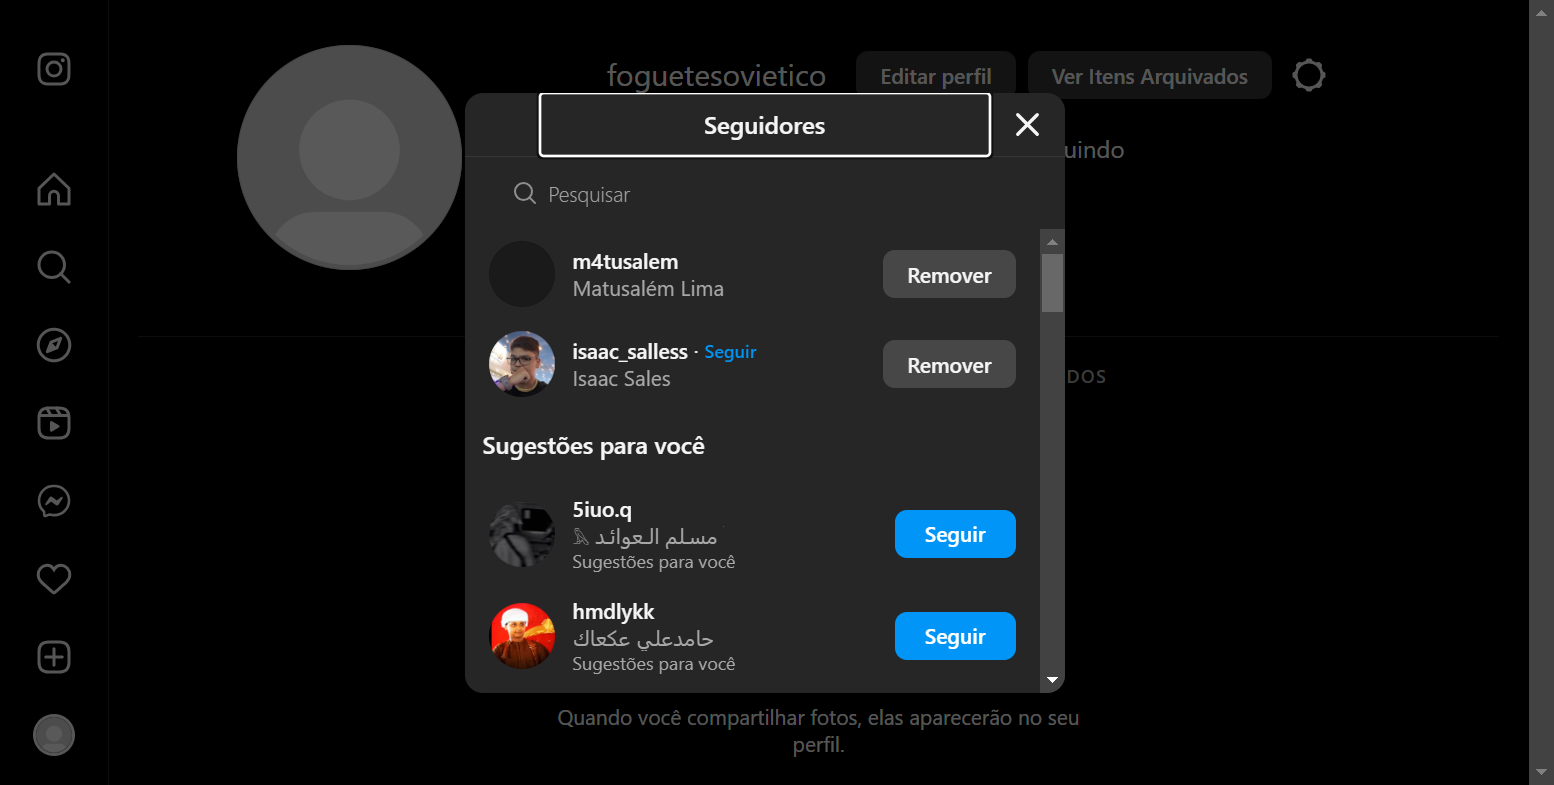 foguetesovietico
Editar perfil
Ver Itens Arquivados
uindo
Seguidores
Pesquisar
m4tusalem
Matusalém Lima
Remover
isaac_salless · Seguir
Isaac Sales
Remover
DOS
Sugestões para você
5iuo.q
مسـلم الـعوائـد
Sugestões para você
Seguir
hmdlykk
حامدعلي عكعاك
Sugestões para você
Seguir
Quando você compartilhar fotos, elas aparecerão no seu
perfil.